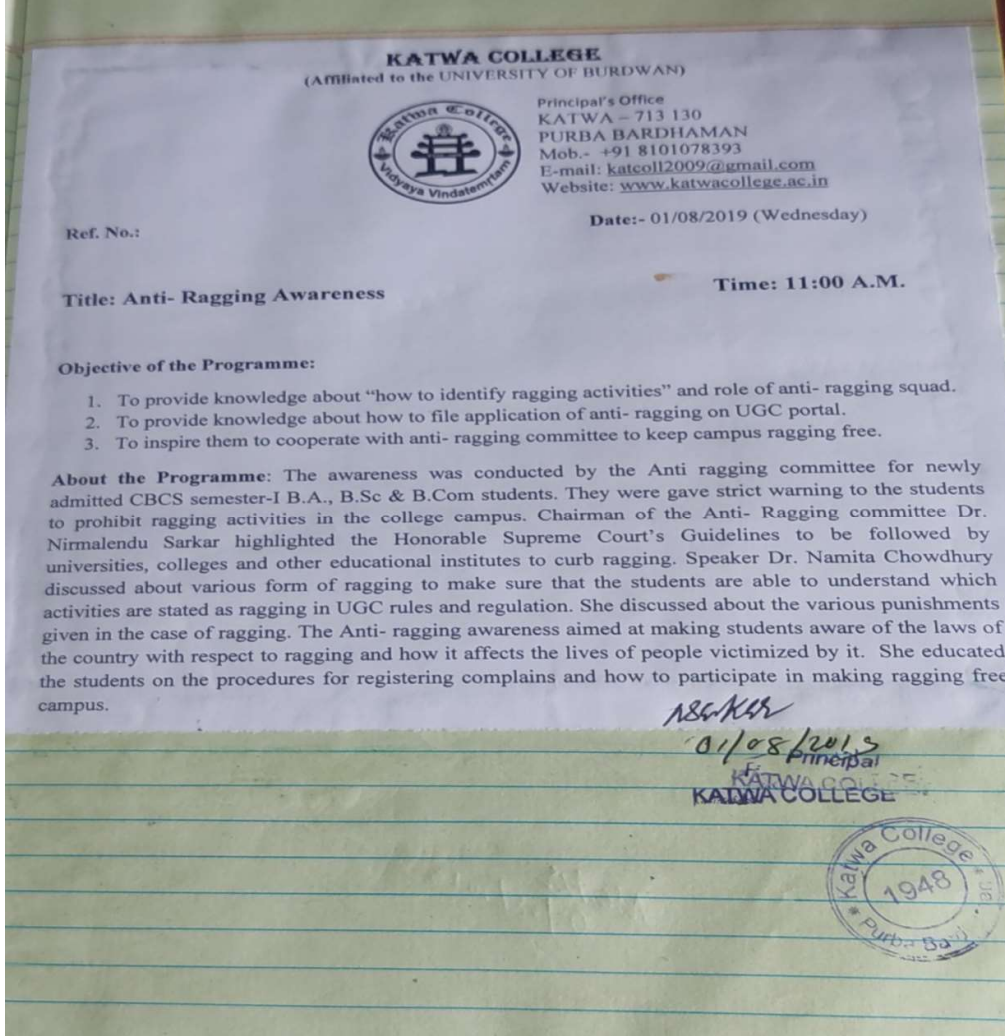 KATWA COLLEGE
(Affiliated to the UNIVERSITY OF BURDWAN)
Katwa College
Vidyaya Vindatemrtam
Principal's Office
KATWA – 713 130
PURBA BARDHAMAN
Mob.- +91 8101078393
E-mail: katcoll2009@gmail.com
Website: www.katwacollege.ac.in
Date:- 01/08/2019 (Wednesday)
Ref. No.:
Time: 11:00 A.M.
Title: Anti- Ragging Awareness
Objective of the Programme:
1. To provide knowledge about “how to identify ragging activities” and role of anti- ragging squad.
2. To provide knowledge about how to file application of anti- ragging on UGC portal.
3. To inspire them to cooperate with anti- ragging committee to keep campus ragging free.
About the Programme: The awareness was conducted by the Anti ragging committee for newly
admitted CBCS semester-I B.A., B.Sc & B.Com students. They were gave strict warning to the students
to prohibit ragging activities in the college campus. Chairman of the Anti- Ragging committee Dr.
Nirmalendu Sarkar highlighted the Honorable Supreme Court's Guidelines to be followed by
universities, colleges and other educational institutes to curb ragging. Speaker Dr. Namita Chowdhury
discussed about various form of ragging to make sure that the students are able to understand which
activities are stated as ragging in UGC rules and regulation. She discussed about the various punishments
given in the case of ragging. The Anti- ragging awareness aimed at making students aware of the laws of
the country with respect to ragging and how it affects the lives of people victimized by it. She educated
the students on the procedures for registering complains and how to participate in making ragging free
campus.
NSarkar
01/08/2019
Principal
KATWA COLLEGE
KATWA COLLEGE
Katwa College
1948
Purba